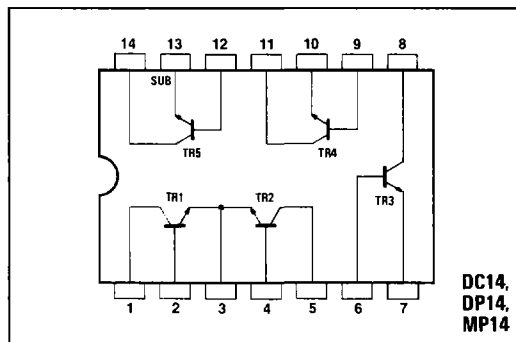 14 13 12 11 10 9 8
SUB
TR5 TR4
TR3
TR1 TR2
1 2 3 4 5 6 7
DC14,
DP14,
MP14